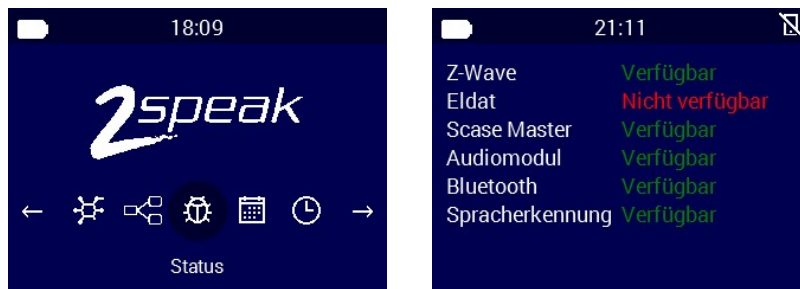 18:09
2speak
Status
21:11
Z-Wave Verfügbar
Eldat Nicht verfügbar
Scase Master Verfügbar
Audiomodul Verfügbar
Bluetooth Verfügbar
Spracherkennung Verfügbar